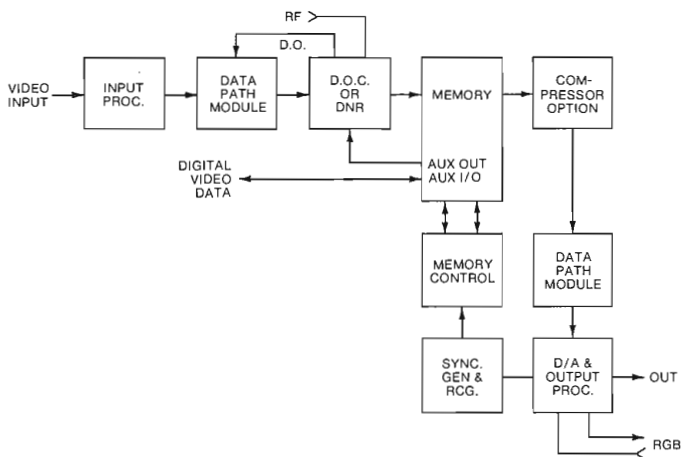 RF
D.O.
VIDEO
INPUT
INPUT
PROC.
DATA
PATH
MODULE
D.O.C.
OR
DNR
MEMORY
AUX OUT
AUX I/O
COM-
PRESSOR
OPTION
DIGITAL
VIDEO
DATA
MEMORY
CONTROL
DATA
PATH
MODULE
SYNC.
GEN &
RCG.
D/A &
OUTPUT
PROC.
OUT
RGB